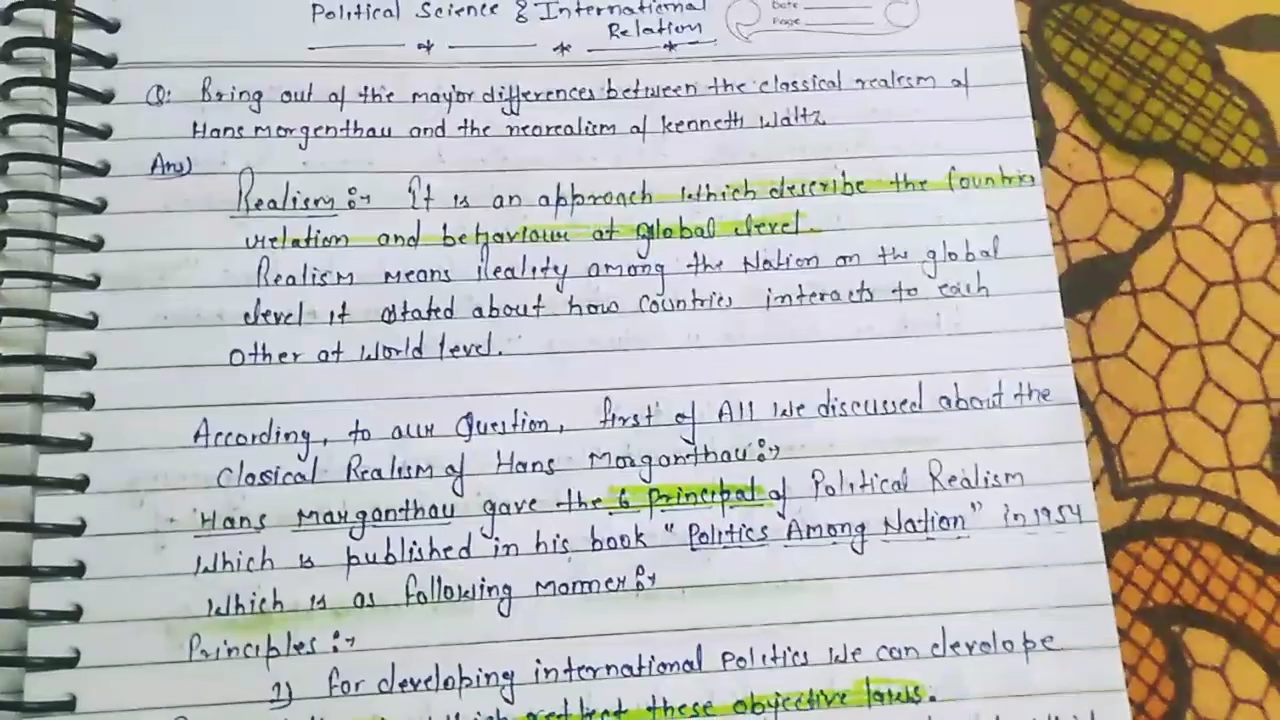 Political Science & International
Relation
Date
Page
Q: Bring out of the major differences between the classical realism of
Hans morgenthau and the neorealism of Kenneth Waltz
Ans)
Realism:- It is an approach which describe the Countries
relation and behaviour at global level.
Realism means Reality among the Nation on the global
level it stated about how Countries interacts to each
other at World level.
According, to our Question, first of All We discussed about the
Classical Realism of Hans Morganthau:-
Hans Marganthau gave the 6 Principal of Political Realism
Which is published in his book "Politics Among Nation" in 1954
Which is as following manner:-
Principles:-
1) for developing international Politics We can develope
these objective laws.